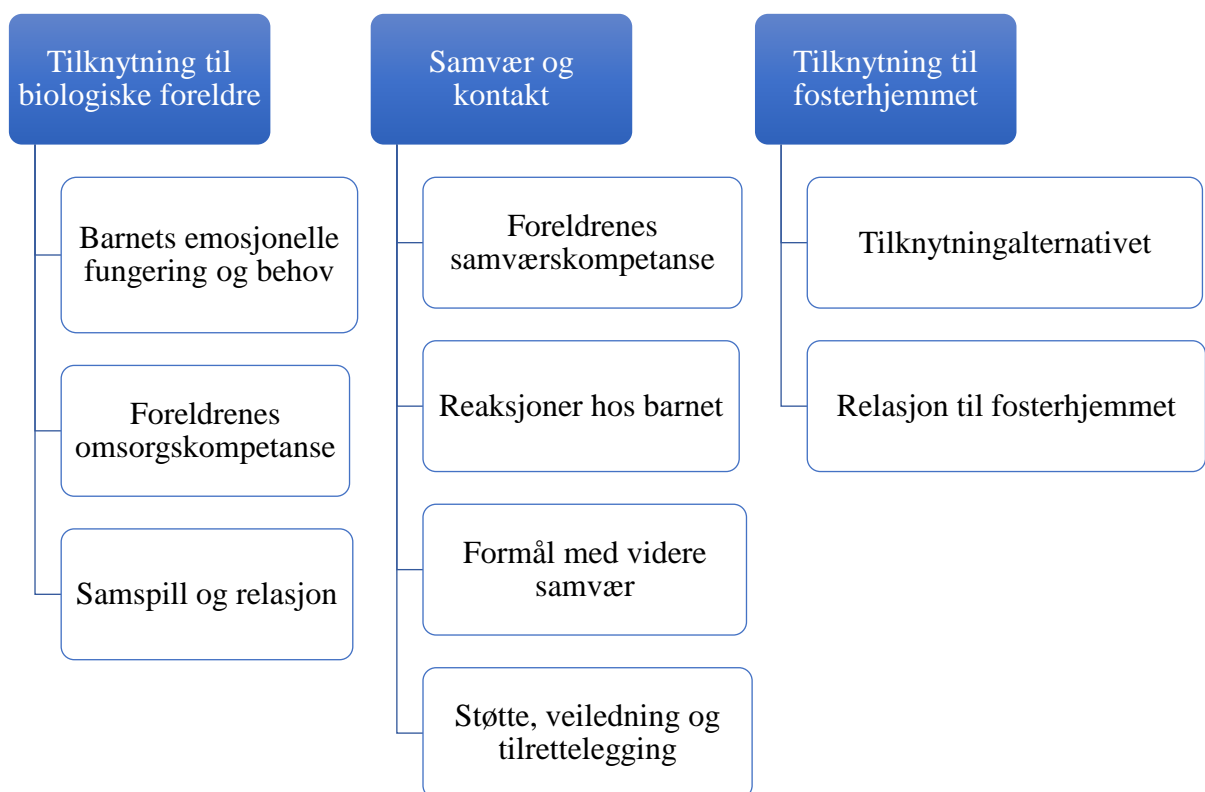 Tilknytning til
biologiske foreldre
Barnets emosjonelle
fungering og behov
Foreldrenes
omsorgskompetanse
Samspill og relasjon
Samvær og
kontakt
Foreldrenes
samværskompetanse
Reaksjoner hos barnet
Formål med videre
samvær
Støtte, veiledning og
tilrettelegging
Tilknytning til
fosterhjemmet
Tilknytningalternativet
Relasjon til fosterhjemmet